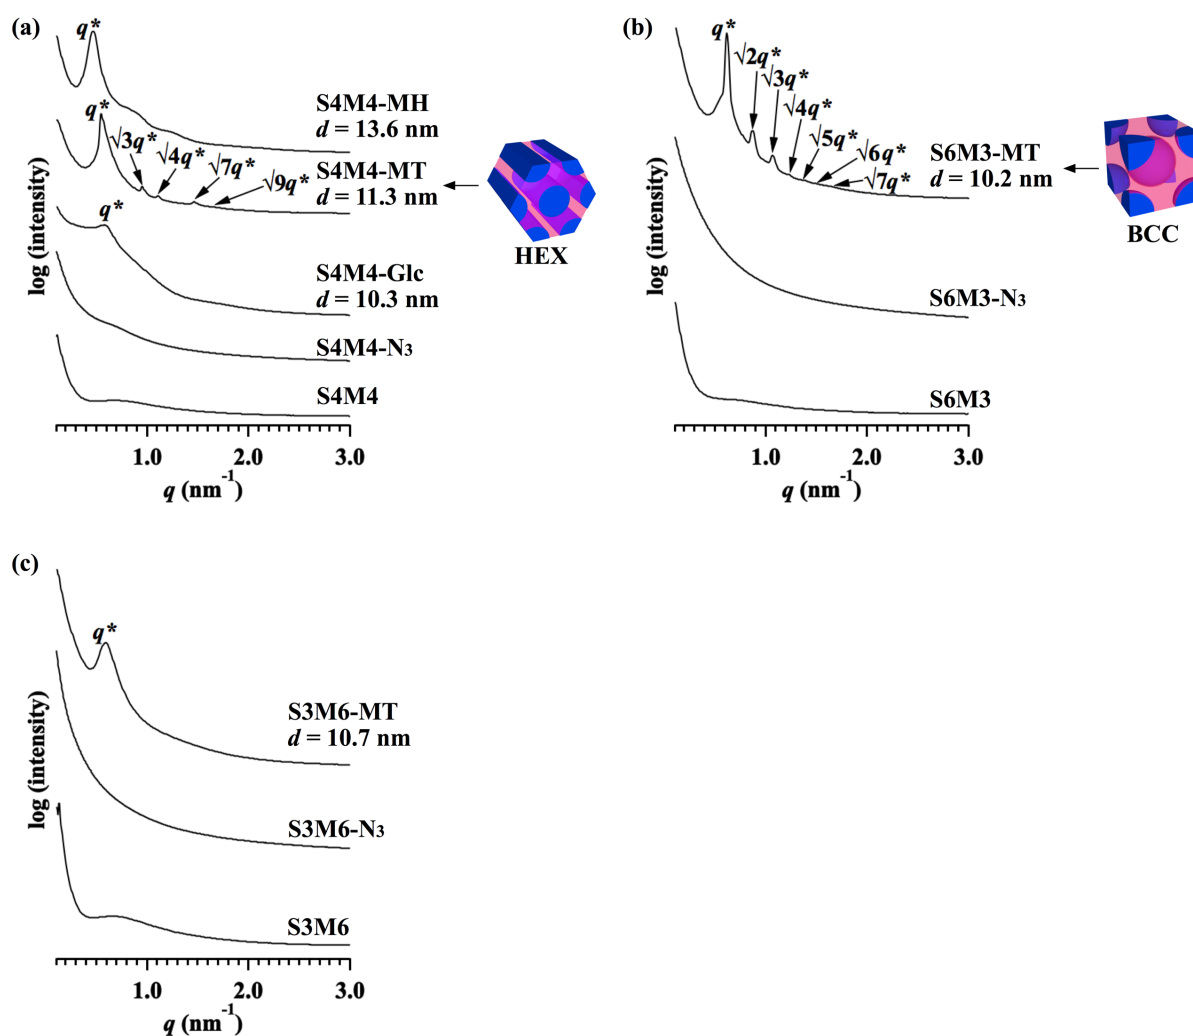 (a)
log (intensity)
q*
S4M4-MH
d = 13.6 nm
q*
√3q*
√4q*
√7q*
√9q*
S4M4-MT
d = 11.3 nm
HEX
q*
S4M4-Glc
d = 10.3 nm
S4M4-N3
S4M4
1.0 2.0 3.0
q (nm-1)
(b)
log (intensity)
q*
√2q*
√3q*
√4q*
√5q*
√6q*
√7q*
S6M3-MT
d = 10.2 nm
BCC
S6M3-N3
S6M3
1.0 2.0 3.0
q (nm-1)
(c)
log (intensity)
q*
S3M6-MT
d = 10.7 nm
S3M6-N3
S3M6
1.0 2.0 3.0
q (nm-1)